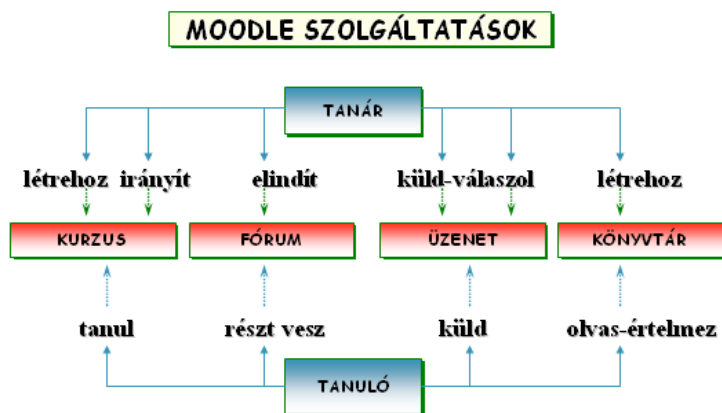 MOODLE SZOLGÁLTATÁSOK
TANÁR
létrehoz irányít elindít küld-válaszol létrehoz
KURZUS FÓRUM ÜZENET KÖNYVTÁR
tanul részt vesz küld olvas-értelmez
TANULÓ